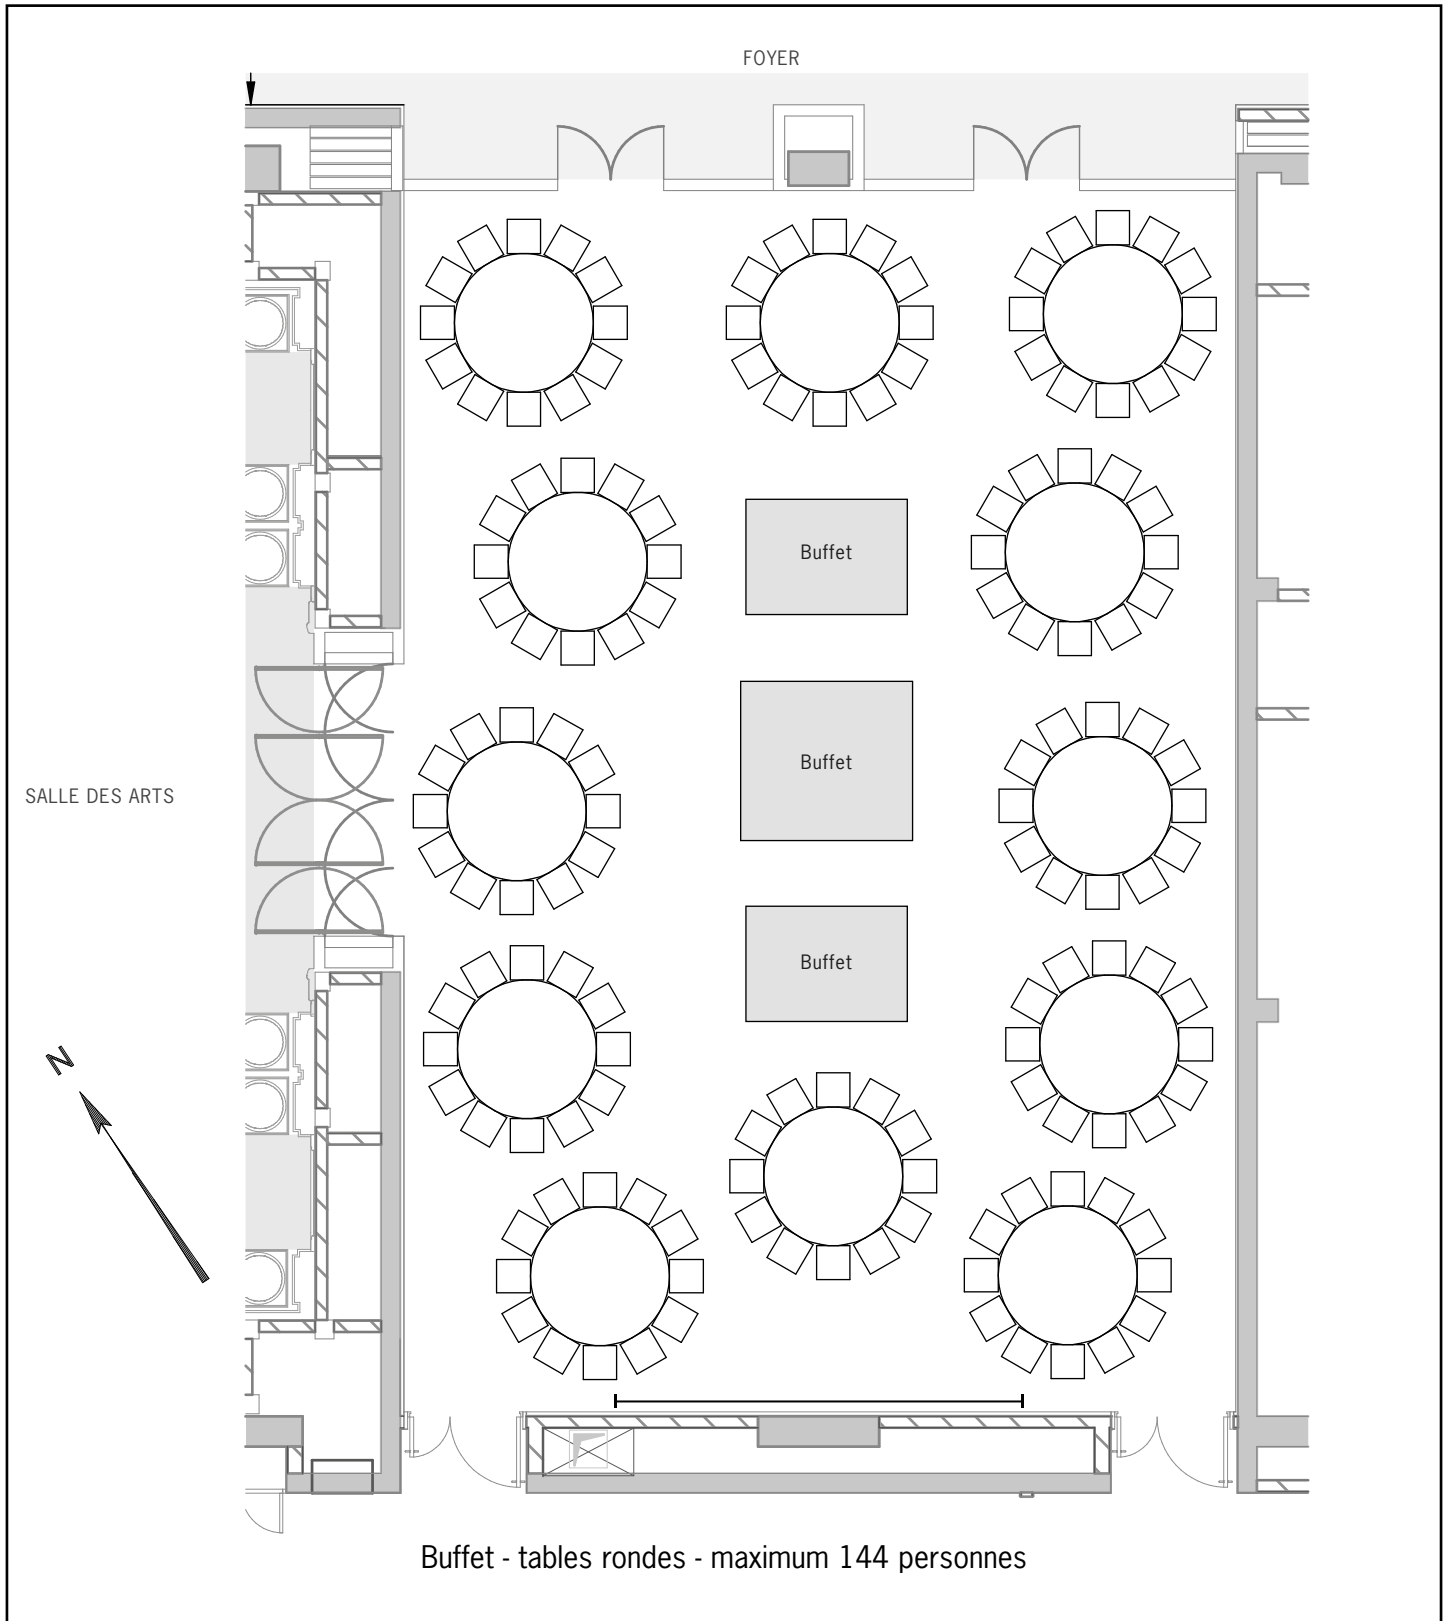 FOYER
Buffet
Buffet
SALLE DES ARTS
Buffet
N
Buffet - tables rondes - maximum 144 personnes